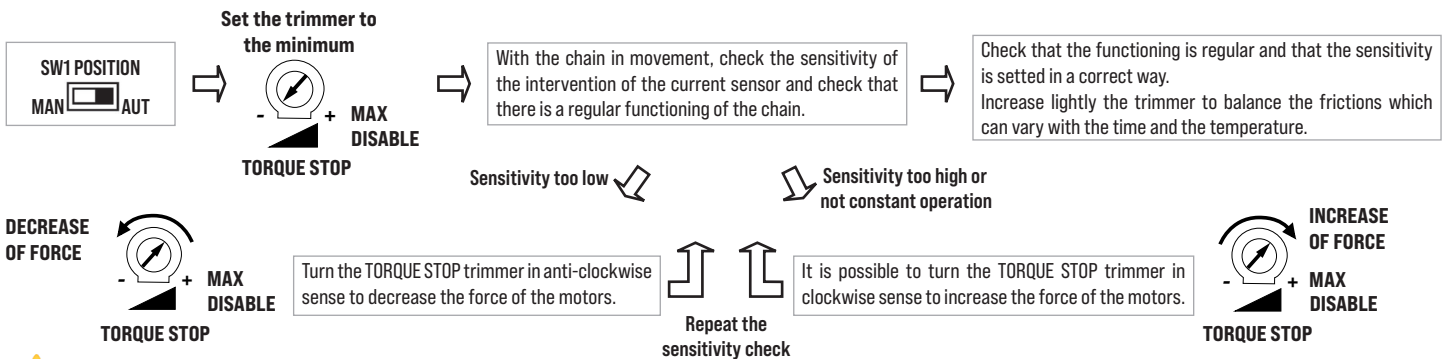 Set the trimmer to
the minimum
SW1 POSITION
MAN AUT
- + MAX
DISABLE
TORQUE STOP
With the chain in movement, check the sensitivity of
the intervention of the current sensor and check that
there is a regular functioning of the chain.
Check that the functioning is regular and that the sensitivity
is setted in a correct way.
Increase lightly the trimmer to balance the frictions which
can vary with the time and the temperature.
Sensitivity too low
Sensitivity too high or
not constant operation
DECREASE
OF FORCE
- + MAX
DISABLE
TORQUE STOP
Turn the TORQUE STOP trimmer in anti-clockwise
sense to decrease the force of the motors.
Repeat the
sensitivity check
It is possible to turn the TORQUE STOP trimmer in
clockwise sense to increase the force of the motors.
INCREASE
OF FORCE
- + MAX
DISABLE
TORQUE STOP